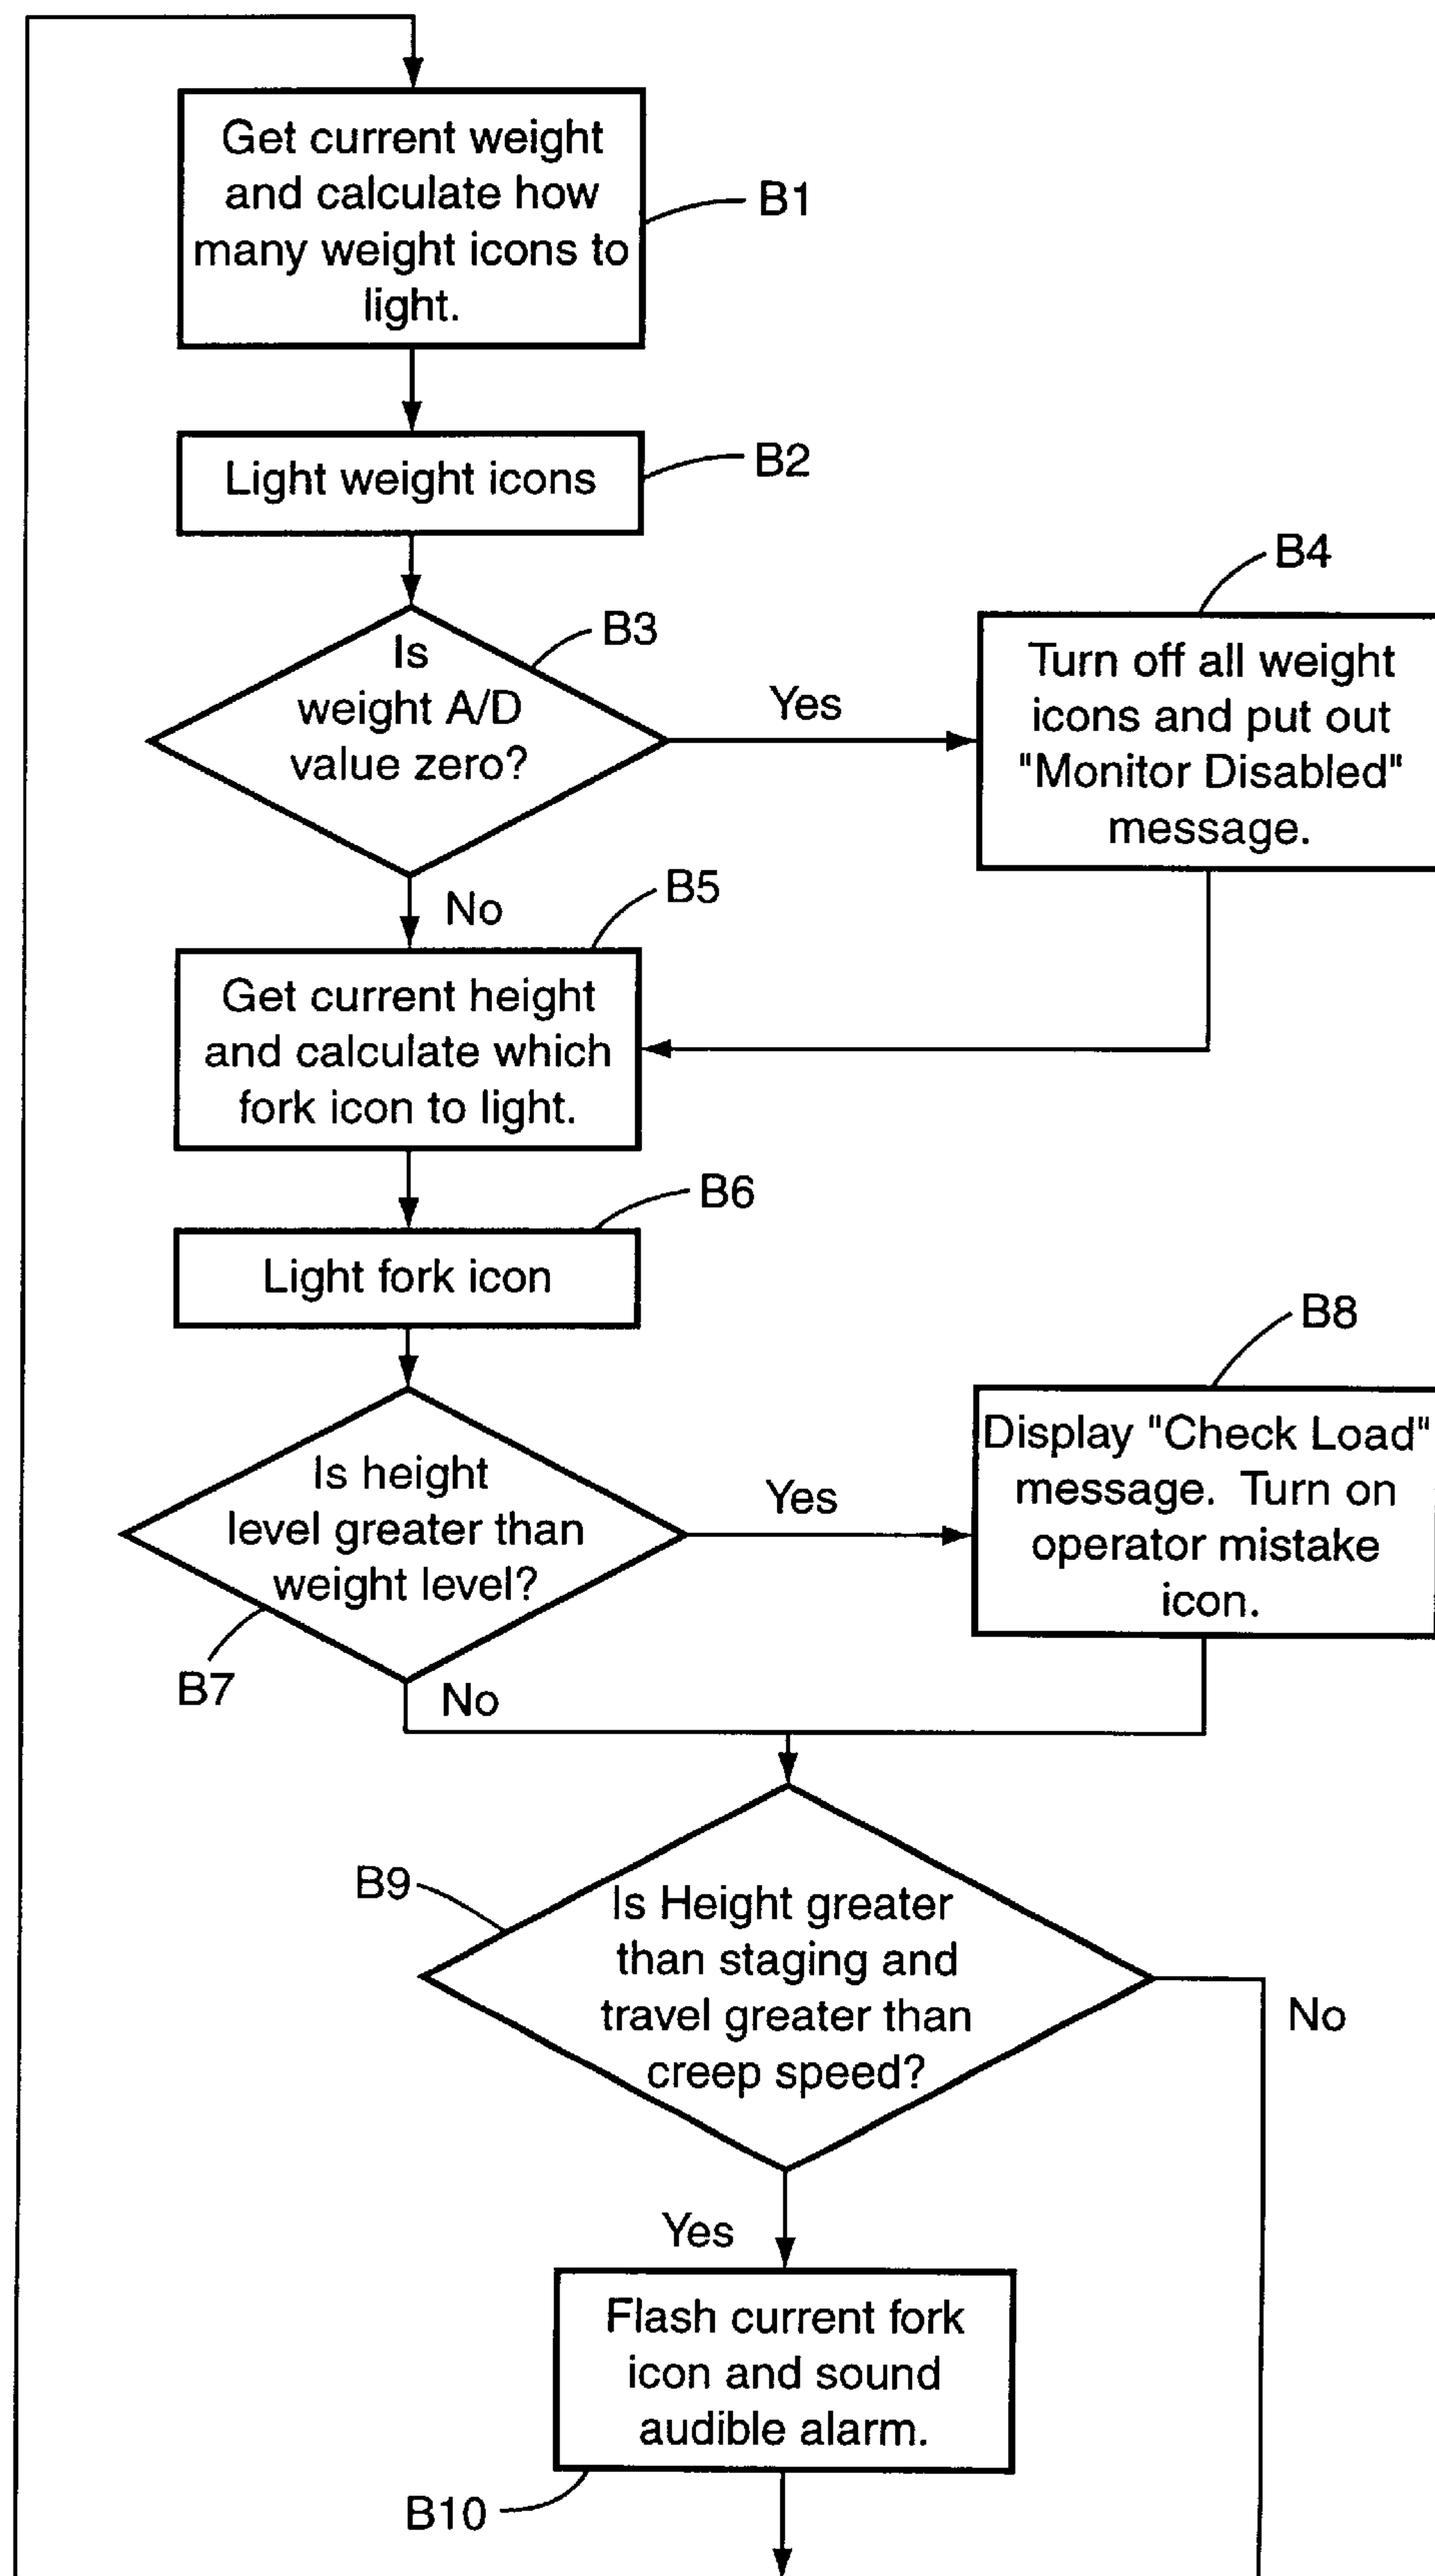 Get current weight
and calculate how
many weight icons to
light.
B1
Light weight icons
B2
Is
weight A/D
value zero?
B3
Yes
B4
Turn off all weight
icons and put out
"Monitor Disabled"
message.
No
B5
Get current height
and calculate which
fork icon to light.
B6
Light fork icon
Is height
level greater than
weight level?
B7
Yes
B8
Display "Check Load"
message. Turn on
operator mistake
icon.
No
B9
Is Height greater
than staging and
travel greater than
creep speed?
No
Yes
Flash current fork
icon and sound
audible alarm.
B10